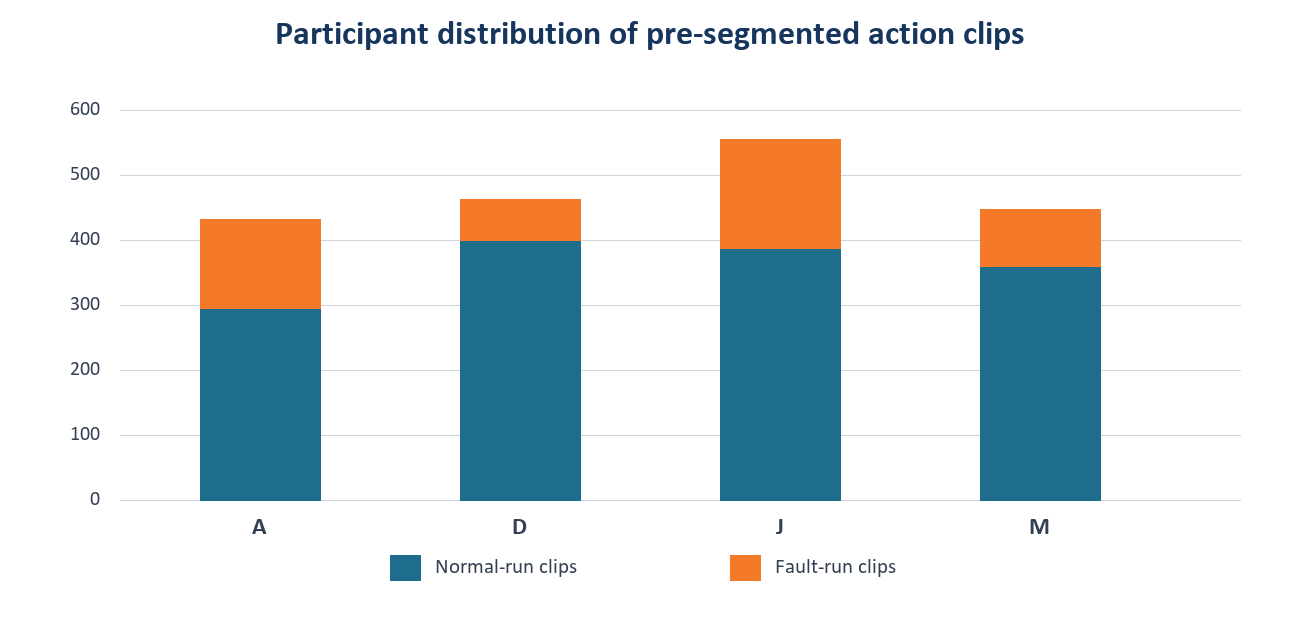 Participant distribution of pre-segmented action clips
600
500
400
300
200
100
0
A D J M
Normal-run clips Fault-run clips